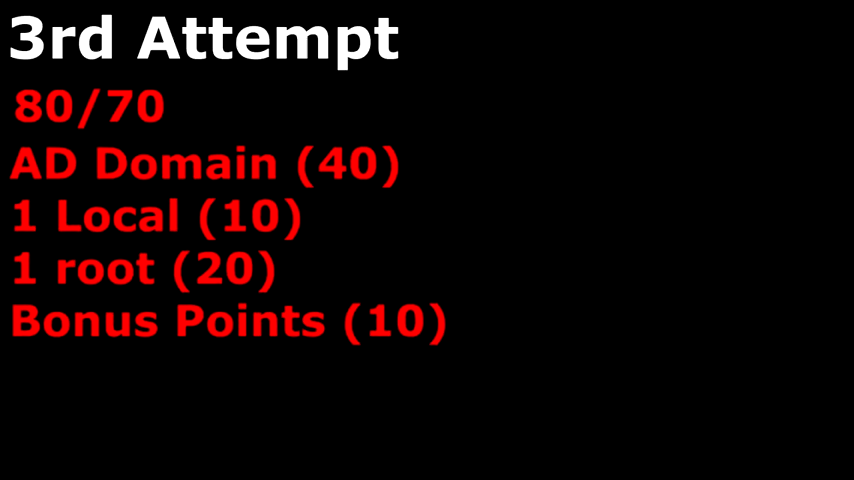 3rd Attempt
80/70
AD Domain (40)
1 Local (10)
1 root (20)
Bonus Points (10)